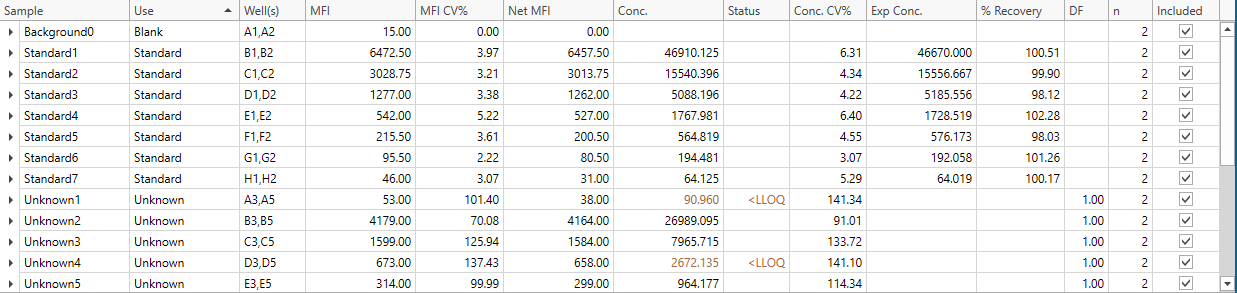 Sample Use Well(s) MFI MFI CV% Net MFI Conc. Status Conc. CV% Exp Conc. % Recovery DF n Included
Background0 Blank A1,A2 15.00 0.00 0.00 2
Standard1 Standard B1,B2 6472.50 3.97 6457.50 46910.125 6.31 46670.000 100.51 2
Standard2 Standard C1,C2 3028.75 3.21 3013.75 15540.396 4.34 15556.667 99.90 2
Standard3 Standard D1,D2 1277.00 3.38 1262.00 5088.196 4.22 5185.556 98.12 2
Standard4 Standard E1,E2 542.00 5.22 527.00 1767.981 6.40 1728.519 102.28 2
Standard5 Standard F1,F2 215.50 3.61 200.50 564.819 4.55 576.173 98.03 2
Standard6 Standard G1,G2 95.50 2.22 80.50 194.481 3.07 192.058 101.26 2
Standard7 Standard H1,H2 46.00 3.07 31.00 64.125 5.29 64.019 100.17 2
Unknown1 Unknown A3,A5 53.00 101.40 38.00 90.960 <LLOQ 141.34 1.00 2
Unknown2 Unknown B3,B5 4179.00 70.08 4164.00 26989.095 91.01 1.00 2
Unknown3 Unknown C3,C5 1599.00 125.94 1584.00 7965.715 133.72 1.00 2
Unknown4 Unknown D3,D5 673.00 137.43 658.00 2672.135 <LLOQ 141.10 1.00 2
Unknown5 Unknown E3,E5 314.00 99.99 299.00 964.177 114.34 1.00 2